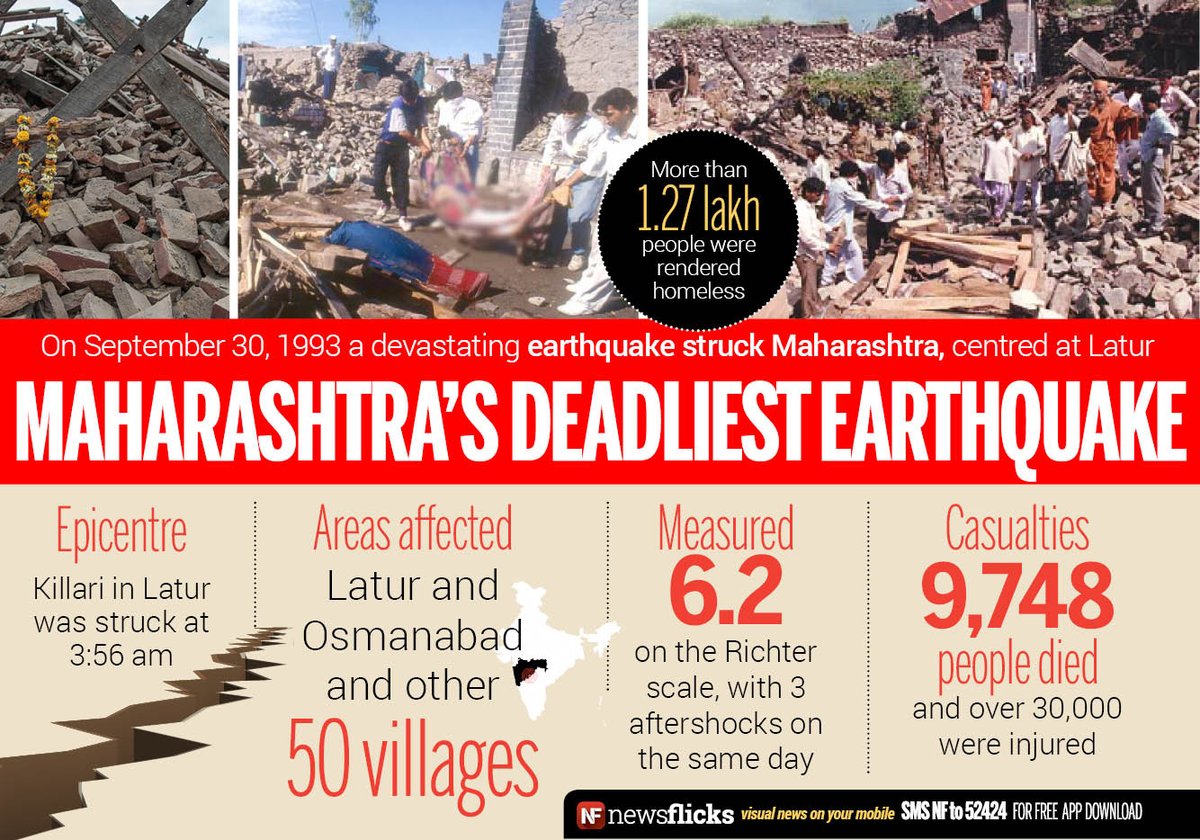 More than
1.27 lakh
people were
rendered
homeless
On September 30, 1993 a devastating earthquake struck Maharashtra, centred at Latur
MAHARASHTRA'S DEADLIEST EARTHQUAKE
Epicentre
Killari in Latur
was struck at
3:56 am
Areas affected
Latur and
Osmanabad
and other
50 villages
Measured
6.2
on the Richter
scale, with 3
aftershocks on
the same day
Casualties
9,748
people died
and over 30,000
were injured
NF newsflicks visual news on your mobile SMS NF to 52424 FOR FREE APP DOWNLOAD